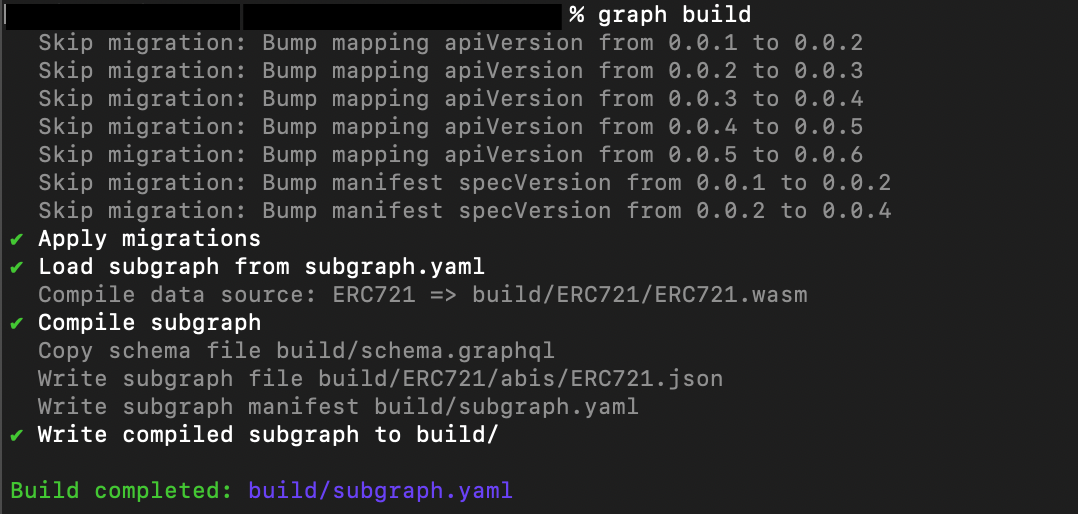 % graph build
Skip migration: Bump mapping apiVersion from 0.0.1 to 0.0.2
Skip migration: Bump mapping apiVersion from 0.0.2 to 0.0.3
Skip migration: Bump mapping apiVersion from 0.0.3 to 0.0.4
Skip migration: Bump mapping apiVersion from 0.0.4 to 0.0.5
Skip migration: Bump mapping apiVersion from 0.0.5 to 0.0.6
Skip migration: Bump manifest specVersion from 0.0.1 to 0.0.2
Skip migration: Bump manifest specVersion from 0.0.2 to 0.0.4
✔ Apply migrations
✔ Load subgraph from subgraph.yaml
Compile data source: ERC721 => build/ERC721/ERC721.wasm
✔ Compile subgraph
Copy schema file build/schema.graphql
Write subgraph file build/ERC721/abis/ERC721.json
Write subgraph manifest build/subgraph.yaml
✔ Write compiled subgraph to build/
Build completed: build/subgraph.yaml